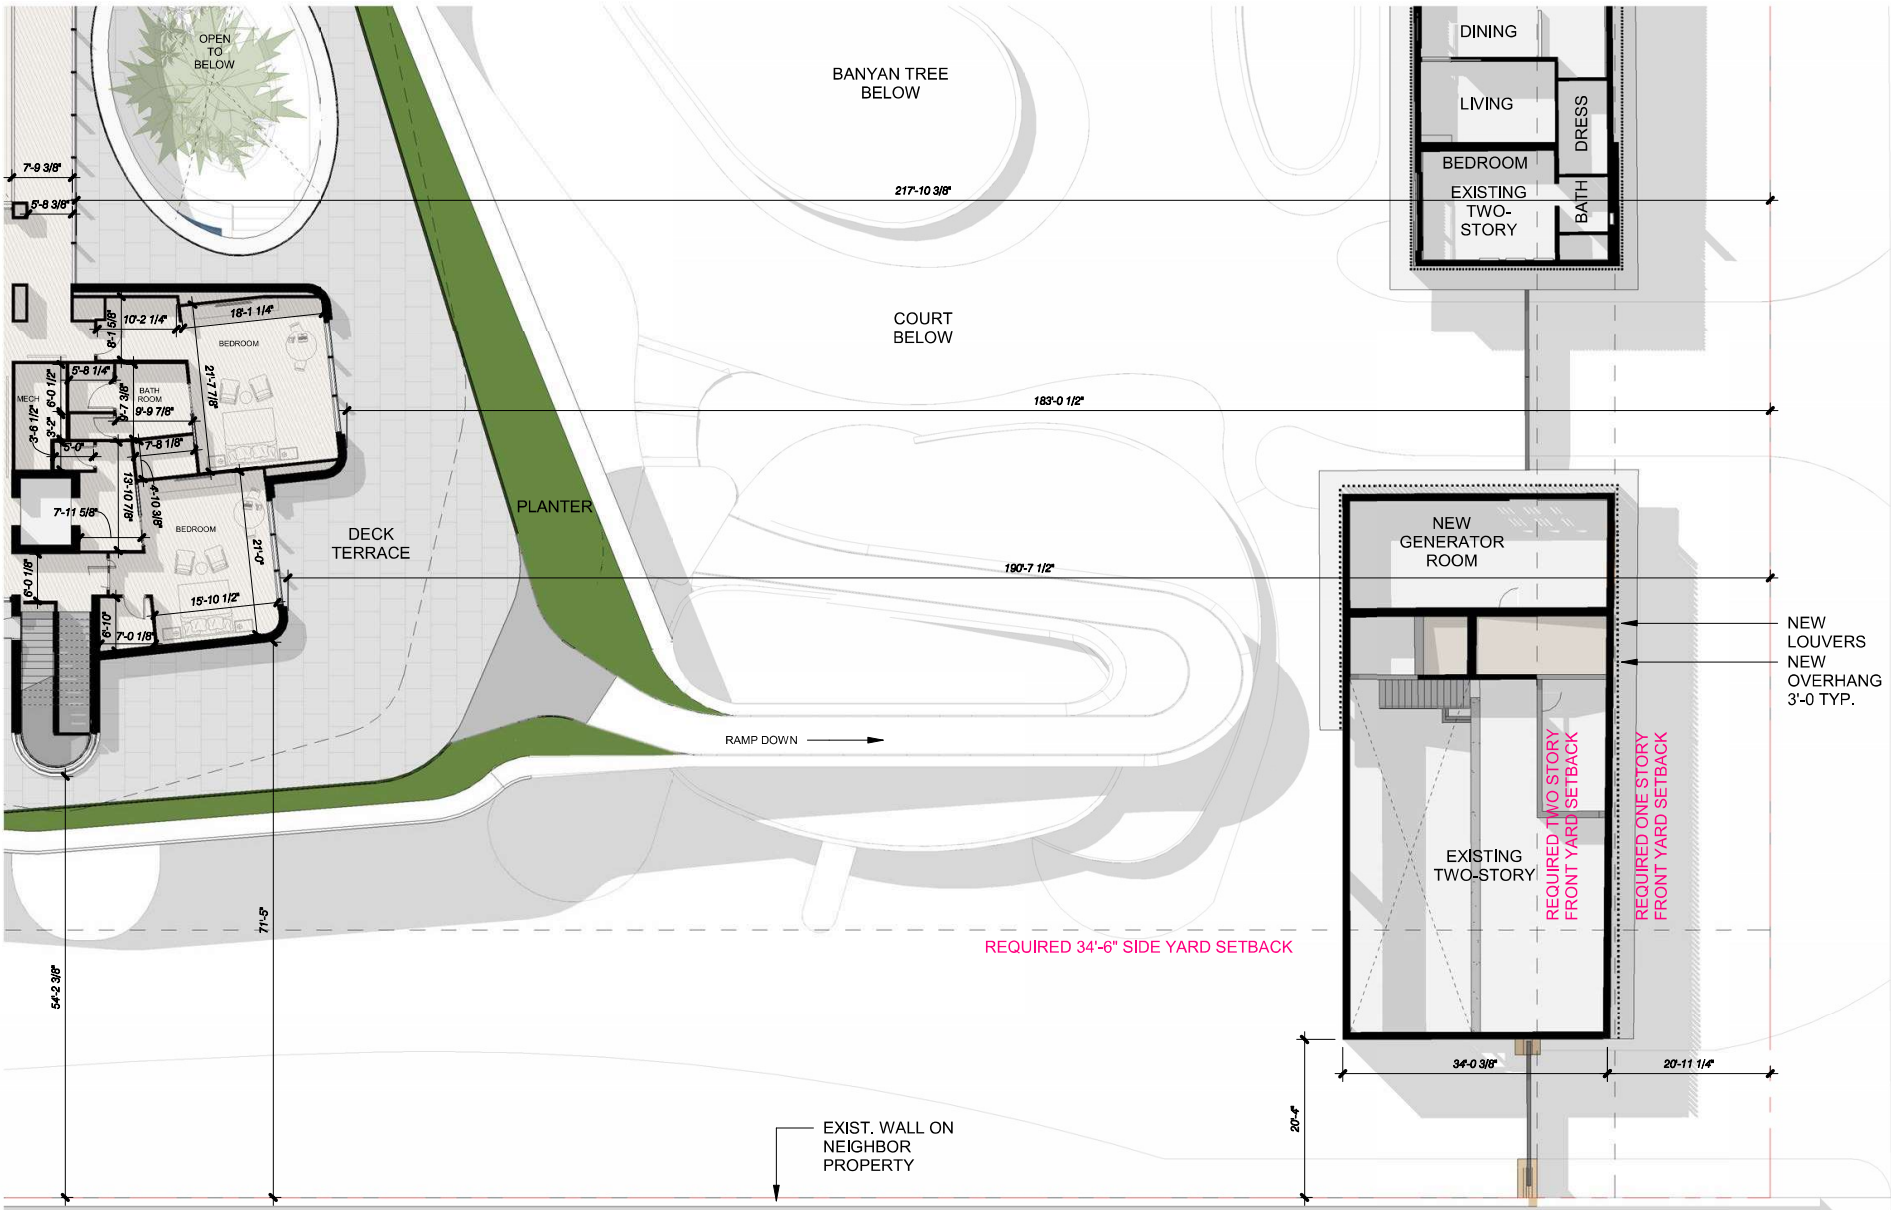 OPEN
TO
BELOW
BANYAN TREE
BELOW
DINING
LIVING
DRESS
BEDROOM
EXISTING
TWO-
STORY
BATH
7'-9 3/8"
5'-8 3/8"
217'-10 3/8"
COURT
BELOW
10'-2 1/4"
18'-1 1/4"
8'-1 5/8"
BEDROOM
5'-8 1/4"
21'-7 7/8"
MECH
6'-0 1/2"
BATH
ROOM
9'-7 3/8"
9'-9 7/8"
3'-6 1/2"
3'-2"
183'-0 1/2"
5'-0"
7'-8 1/8"
13'-10 7/8"
4'-10 3/8"
7'-11 5/8"
BEDROOM
21'-0"
DECK
TERRACE
PLANTER
NEW
GENERATOR
ROOM
190'-7 1/2"
6'-0 1/8"
15'-10 1/2"
6'-10"
7'-0 1/8"
NEW
LOUVERS
NEW
OVERHANG
3'-0 TYP.
RAMP DOWN
REQUIRED TWO STORY
FRONT YARD SETBACK
REQUIRED ONE STORY
FRONT YARD SETBACK
EXISTING
TWO-STORY
71'-5"
54'-2 3/8"
REQUIRED 34'-6" SIDE YARD SETBACK
34'-0 3/8"
20'-11 1/4"
20'-4"
EXIST. WALL ON
NEIGHBOR
PROPERTY